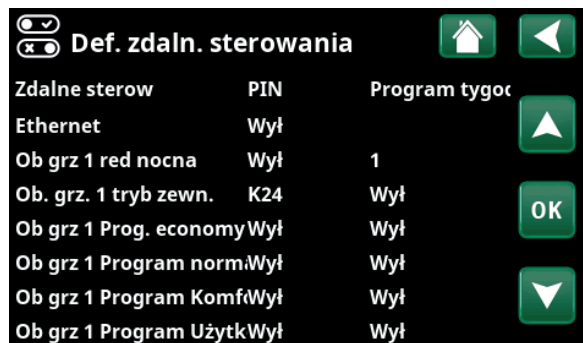 Def. zdaln. sterowania
Zdalne sterow PIN Program tygoc
Ethernet Wył
Ob grz 1 red nocna Wył 1
Ob. grz. 1 tryb zewn. K24 Wył
OK
Ob grz 1 Prog. economy Wył Wył
Ob grz 1 Program norma Wył Wył
Ob grz 1 Program Komfo Wył Wył
Ob grz 1 Program Użytk Wył Wył